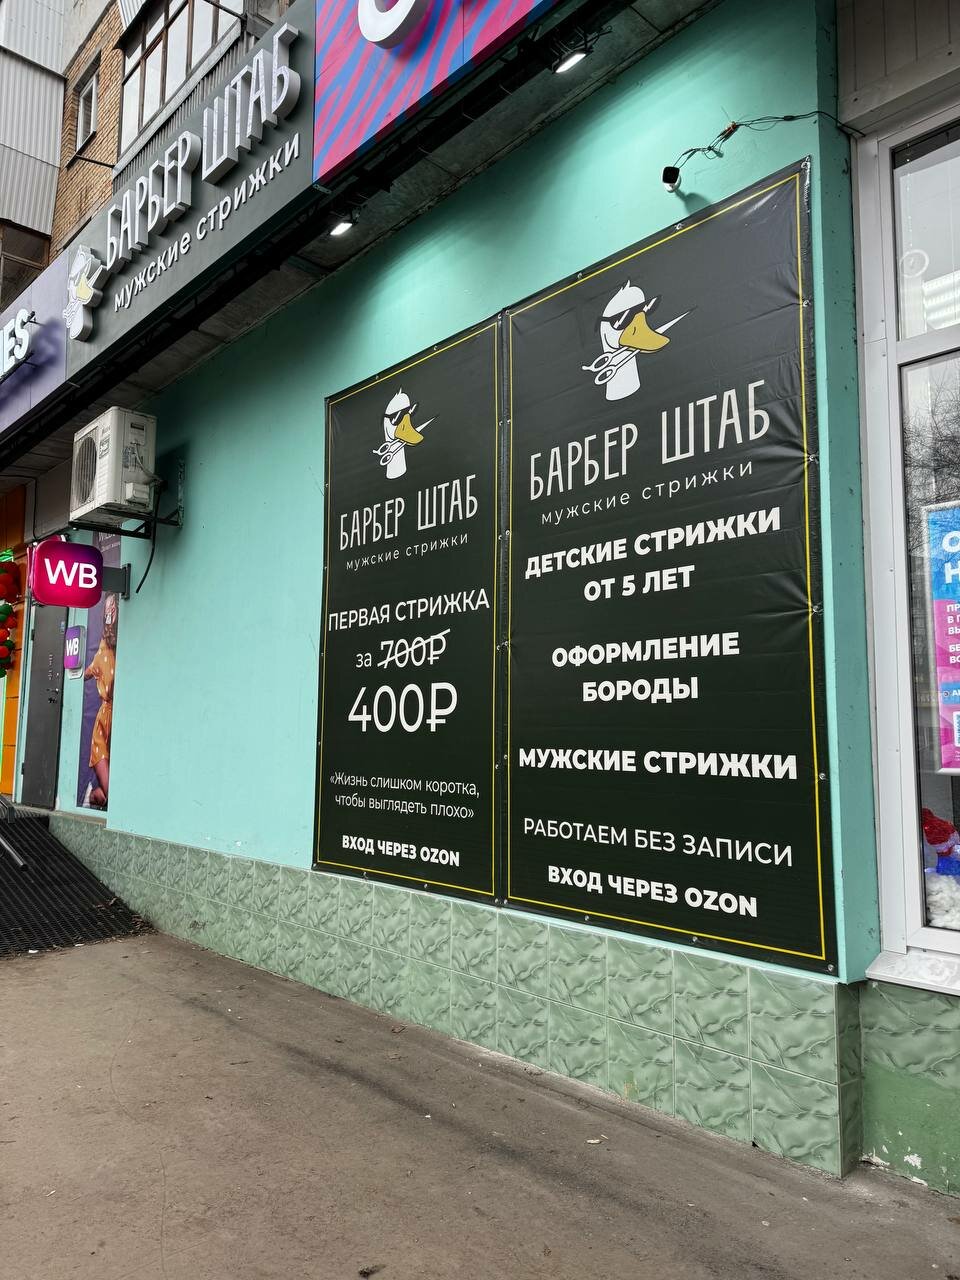 БАРБЕР ШТАБ
мужские стрижки
ES
WB
WB
БАРБЕР ШТАБ
мужские стрижки
ПЕРВАЯ СТРИЖКА
за 700₽
400₽
«Жизнь слишком коротка,
чтобы выглядеть плохо»
ВХОД ЧЕРЕЗ OZON
БАРБЕР ШТАБ
мужские стрижки
ДЕТСКИЕ СТРИЖКИ
ОТ 5 ЛЕТ
ОФОРМЛЕНИЕ
БОРОДЫ
МУЖСКИЕ СТРИЖКИ
РАБОТАЕМ БЕЗ ЗАПИСИ
ВХОД ЧЕРЕЗ OZON